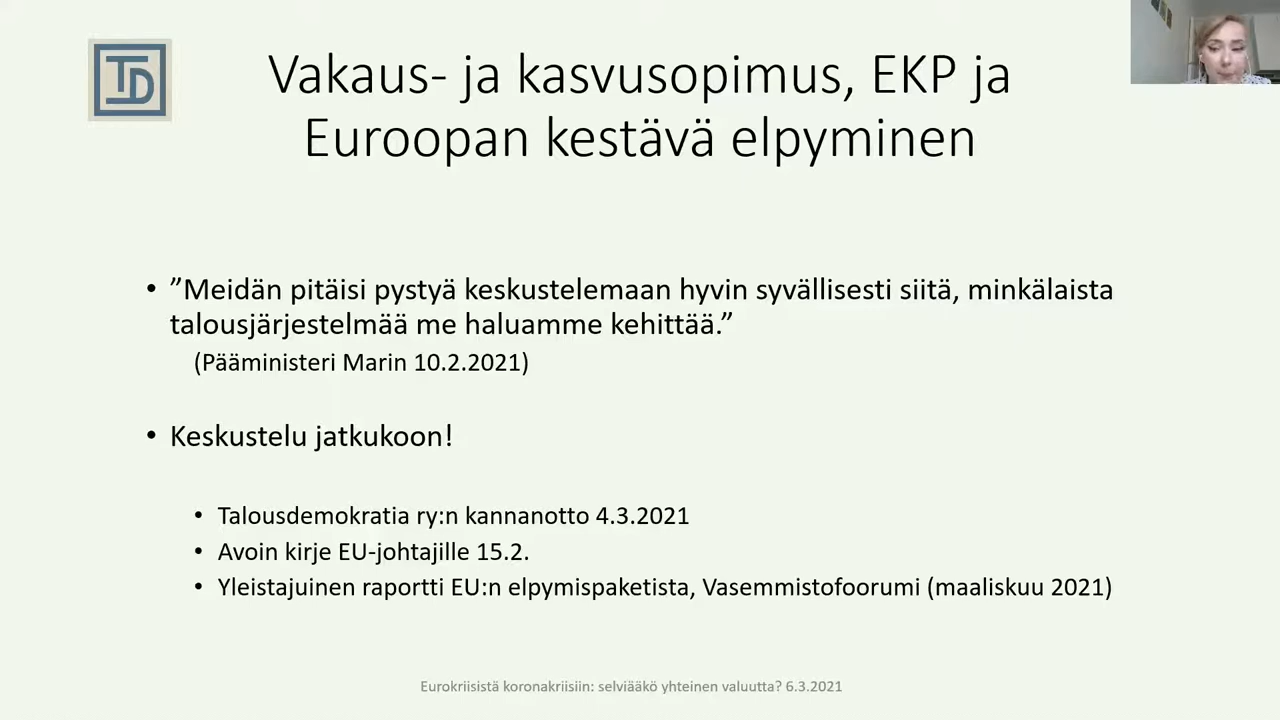 TD
Vakaus- ja kasvusopimus, EKP ja
Euroopan kestävä elpyminen
• ”Meidän pitäisi pystyä keskustelemaan hyvin syvällisesti siitä, minkälaista
talousjärjestelmää me haluamme kehittää.”
(Pääministeri Marin 10.2.2021)
• Keskustelu jatkukoon!
• Talousdemokratia ry:n kannanotto 4.3.2021
• Avoin kirje EU-johtajille 15.2.
• Yleistajuinen raportti EU:n elpymispaketista, Vasemmistofoorumi (maaliskuu 2021)
Eurokriisistä koronakriisiin: selviääkö yhteinen valuutta? 6.3.2021